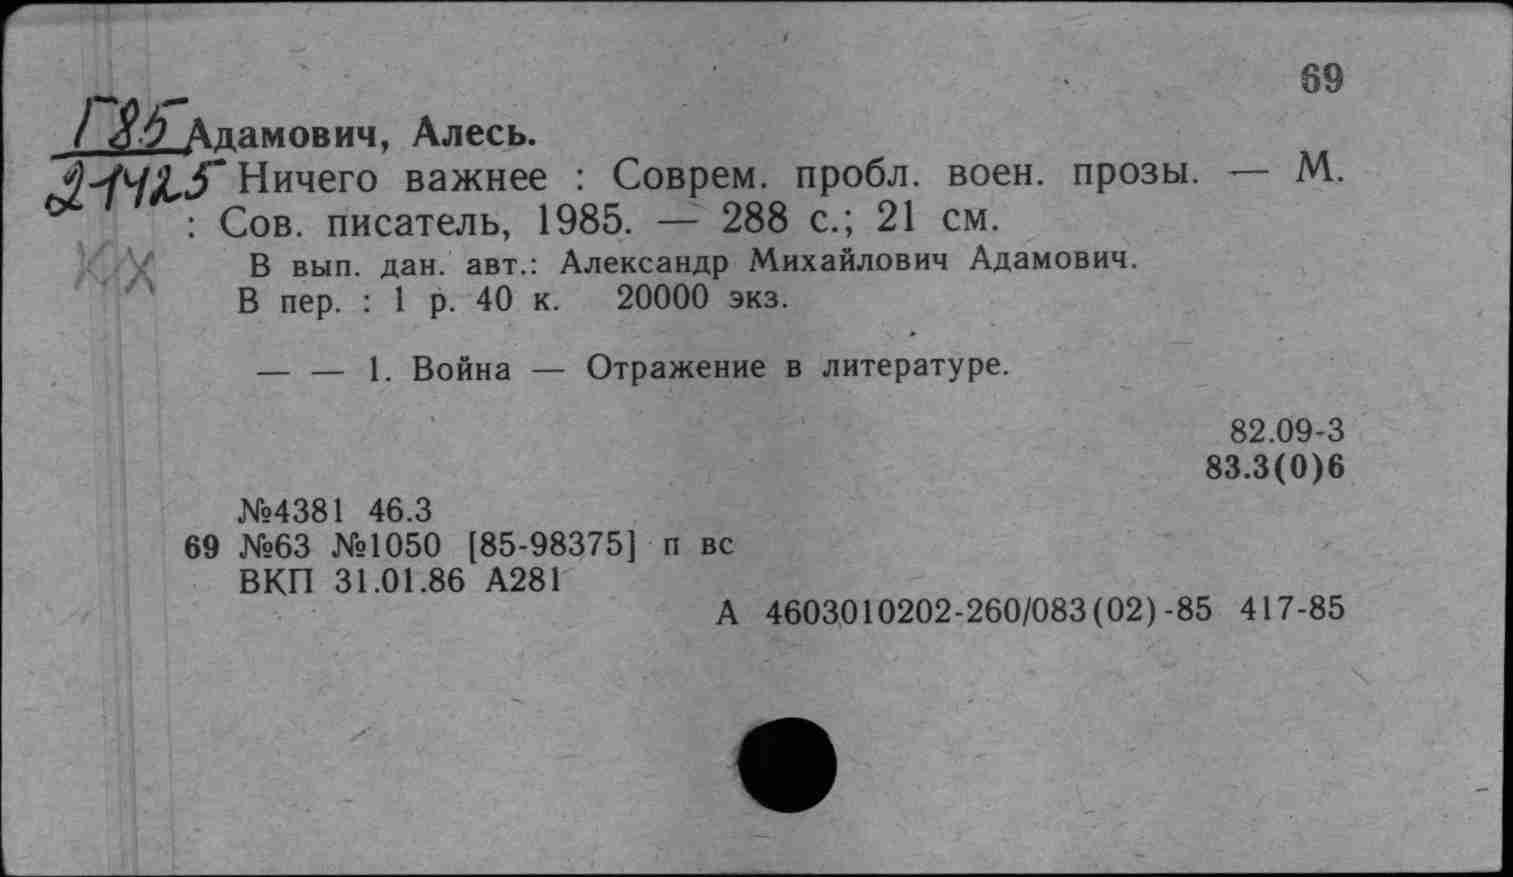 69
Г85 Адамович, Алесь.
2-1425 Ничего важнее : Соврем. пробл. воен. прозы. — М.
: Сов. писатель, 1985. — 288 с.; 21 см.
В вып. дан. авт.: Александр Михайлович Адамович.
В пер. : 1 р. 40 к. 20000 экз.
— — 1. Война — Отражение в литературе.
82.09-3
83.3(0)6
№4381 46.3
69 №63 №1050 [85-98375] п вс
ВКП 31.01.86 А281
А 4603010202-260/083(02)-85 417-85